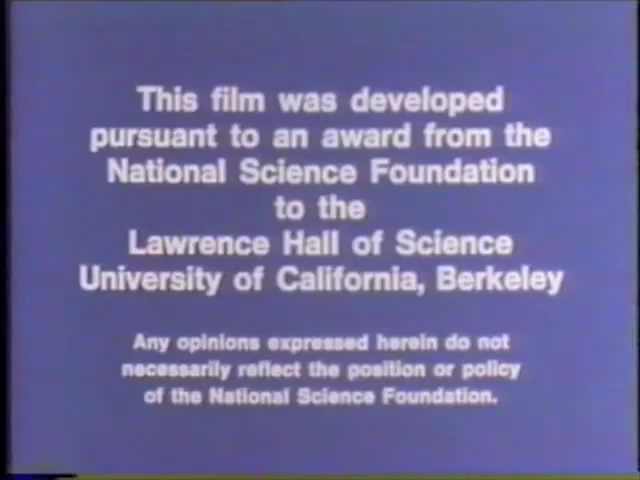 This film was developed
pursuant to an award from the
National Science Foundation
to the
Lawrence Hall of Science
University of California, Berkeley
Any opinions expressed herein do not
necessarily reflect the position or policy
of the National Science Foundation.